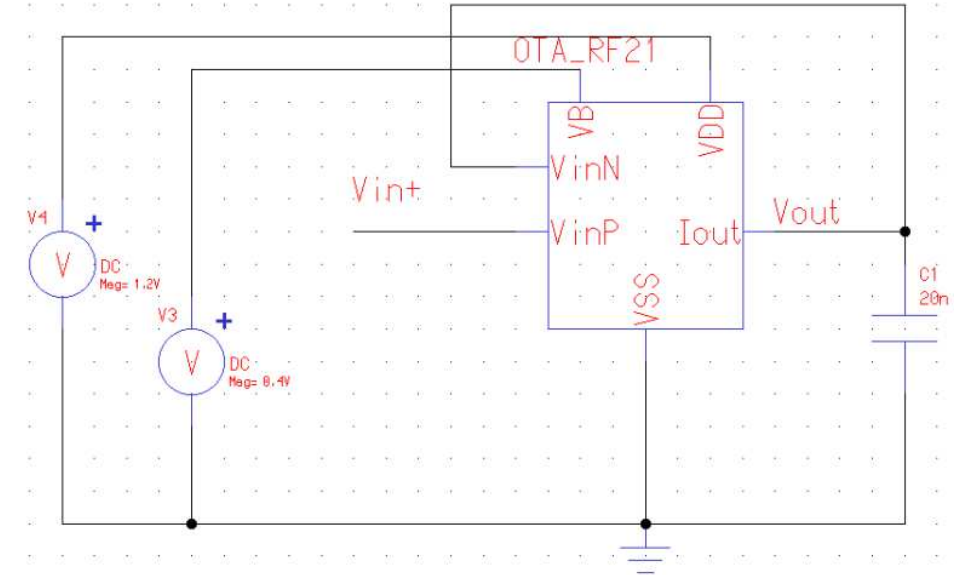 OTA_RF21
VB
VDD
VinN
Vin+
VinP
Iout
Vout
VSS
V4
V
DC
Mag= 1.2V
V3
V
DC
Mag= 0.4V
C1
20n